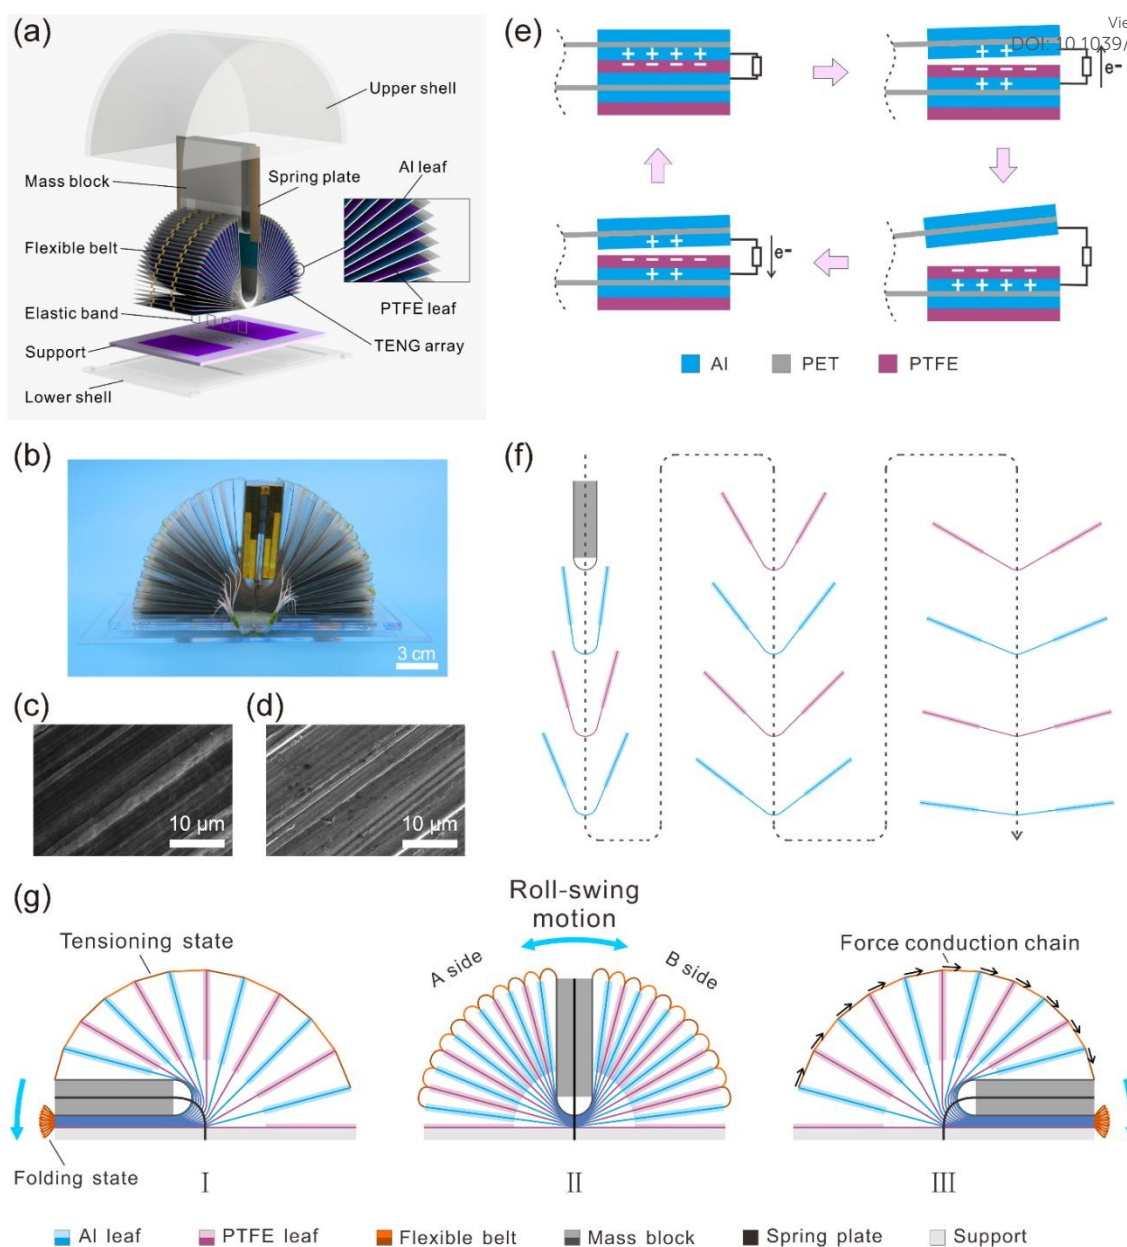 (a)
Upper shell
Mass block
Spring plate
Al leaf
Flexible belt
PTFE leaf
Elastic band
Support
TENG array
Lower shell
(e)
Vie
DOI: 10.1039/
+ + + +
− − − −
+ +
− − − −
+ +
e-
+ +
− − − −
+ +
e-
− − − −
+ + + +
Al
PET
PTFE
(b)
3 cm
(c)
10 μm
(d)
10 μm
(f)
(g)
Tensioning state
Folding state
I
Roll-swing
motion
A side
B side
II
Force conduction chain
III
Al leaf
PTFE leaf
Flexible belt
Mass block
Spring plate
Support